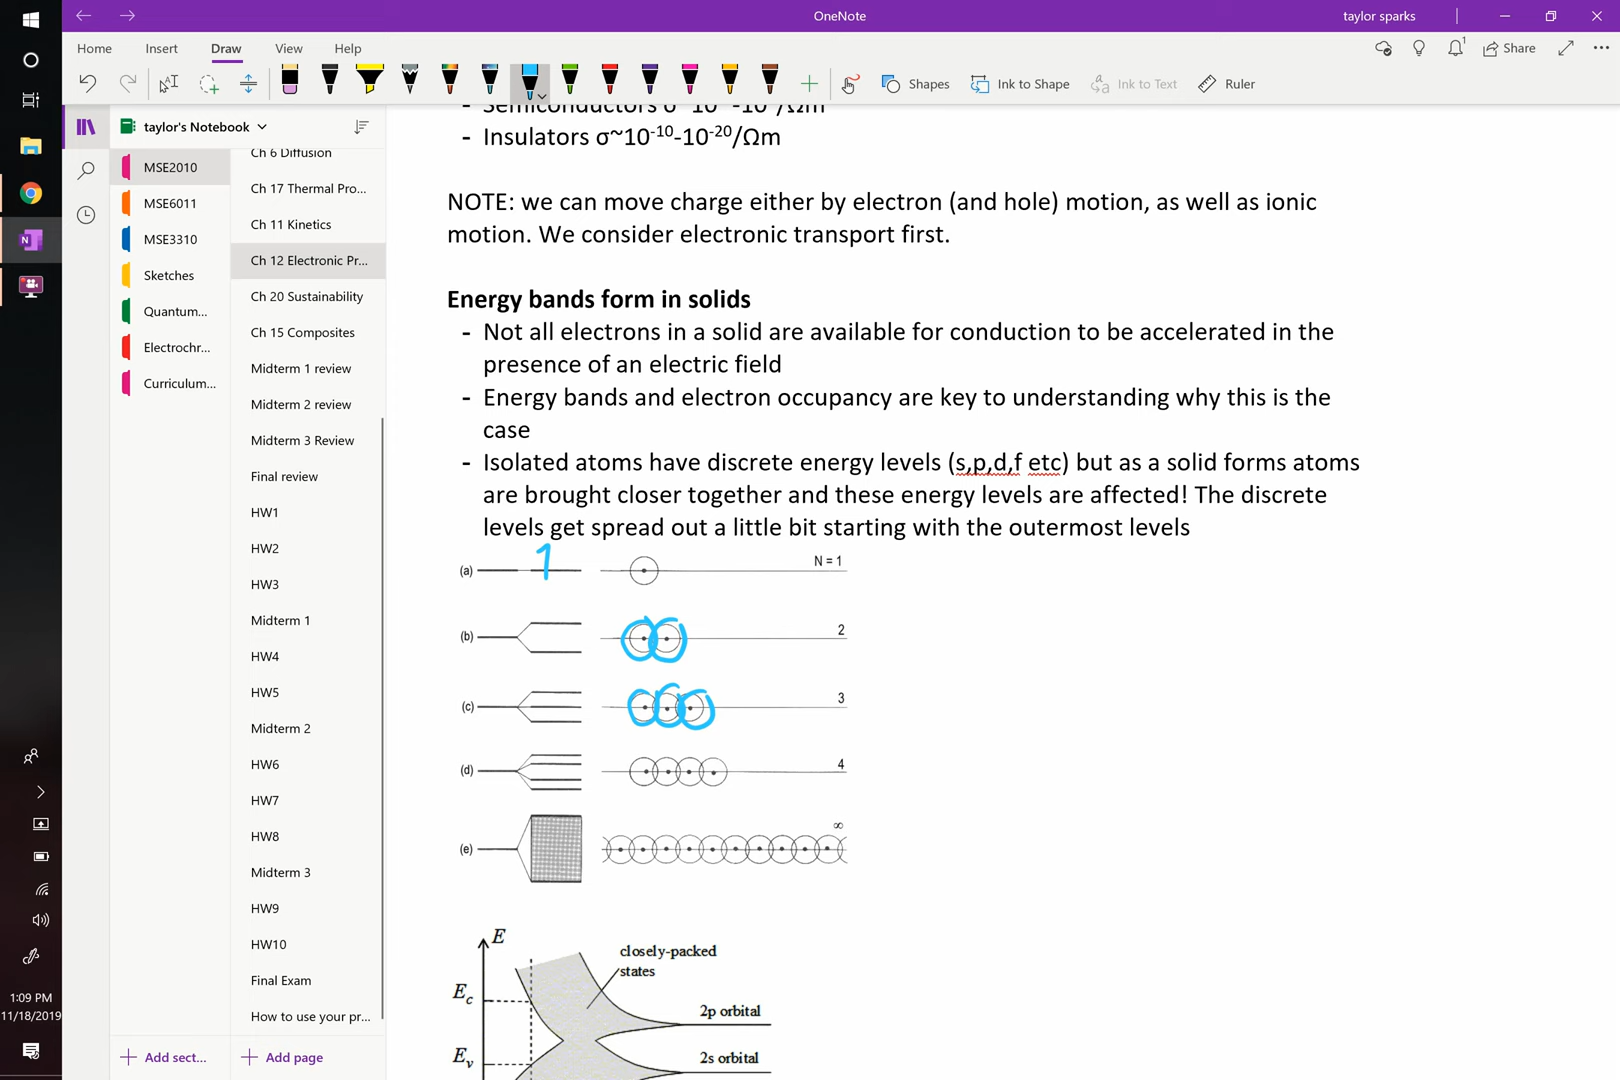 OneNote
taylor sparks
Home Insert Draw View Help
1
Share
Shapes
Ink to Shape
Ink to Text
Ruler
taylor's Notebook
MSE2010
MSE6011
MSE3310
Sketches
Quantum...
Electrochr...
Curriculum...
Add sect...
Ch 6 Diffusion
Ch 17 Thermal Pro...
Ch 11 Kinetics
Ch 12 Electronic Pr...
Ch 20 Sustainability
Ch 15 Composites
Midterm 1 review
Midterm 2 review
Midterm 3 Review
Final review
HW1
HW2
HW3
Midterm 1
HW4
HW5
Midterm 2
HW6
HW7
HW8
Midterm 3
HW9
HW10
Final Exam
How to use your pr...
Add page
1:09 PM
11/18/2019
- Semiconductors σ
- Insulators σ~10⁻¹⁰-10⁻²⁰/Ωm
NOTE: we can move charge either by electron (and hole) motion, as well as ionic
motion. We consider electronic transport first.
Energy bands form in solids
- Not all electrons in a solid are available for conduction to be accelerated in the
presence of an electric field
- Energy bands and electron occupancy are key to understanding why this is the
case
- Isolated atoms have discrete energy levels (s,p,d,f etc) but as a solid forms atoms
are brought closer together and these energy levels are affected! The discrete
levels get spread out a little bit starting with the outermost levels
(a) 1 N = 1
(b) 2
(c) 3
(d) 4
(e) ∞
E
closely-packed
states
E_c
2p orbital
E_v
2s orbital